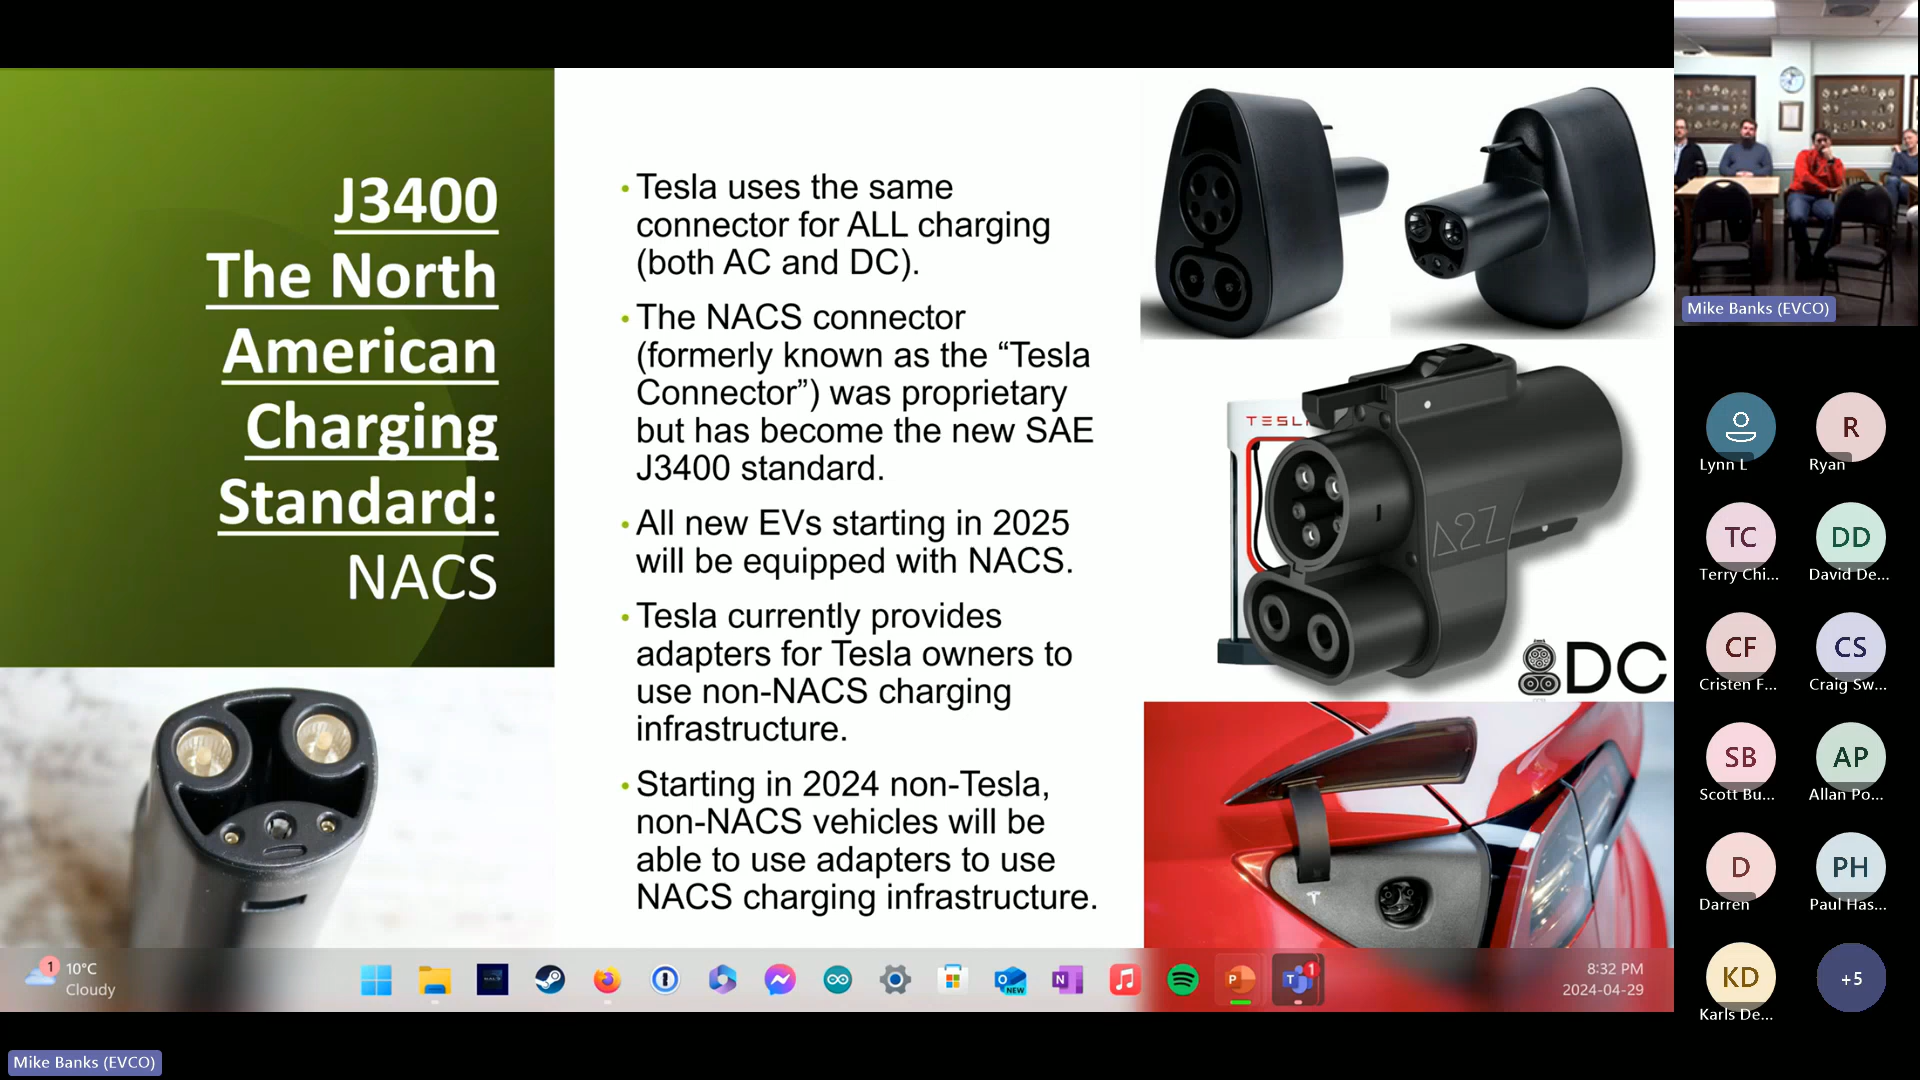 J3400
The North
American
Charging
Standard:
NACS
• Tesla uses the same
connector for ALL charging
(both AC and DC).
• The NACS connector
(formerly known as the “Tesla
Connector”) was proprietary
but has become the new SAE
J3400 standard.
• All new EVs starting in 2025
will be equipped with NACS.
• Tesla currently provides
adapters for Tesla owners to
use non-NACS charging
infrastructure.
• Starting in 2024 non-Tesla,
non-NACS vehicles will be
able to use adapters to use
NACS charging infrastructure.
TESL
A2Z
DC
Mike Banks (EVCO)
Lynn L
R
Ryan
TC
Terry Chi...
DD
David De...
CF
Cristen F...
CS
Craig Sw...
SB
Scott Bu...
AP
Allan Po...
D
Darren
PH
Paul Has...
KD
Karls De...
+5
1
10°C
Cloudy
NEW
N
P
T
1
8:32 PM
2024-04-29
Mike Banks (EVCO)